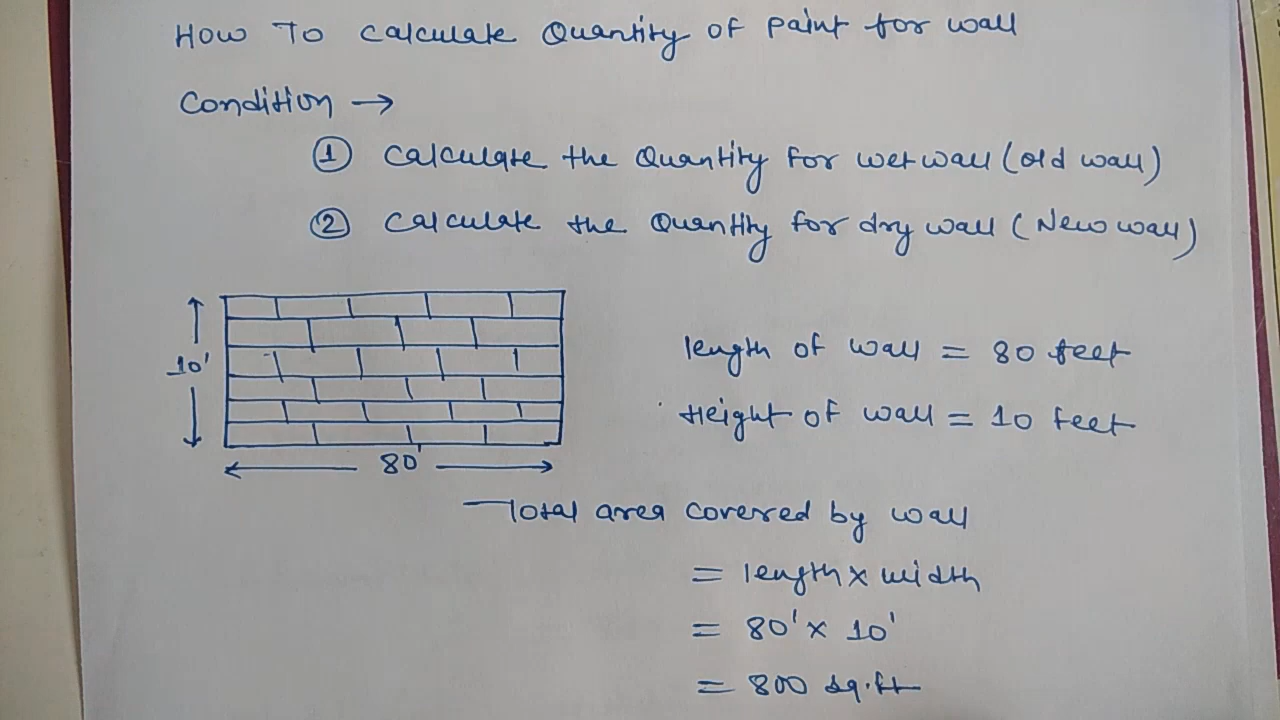 How To calculate Quantity of paint for wall
Condition →
① calculate the Quantity for wet wall (old wall)
② calculate the Quantity for dry wall (New wall)
10'
80'
length of wall = 80 feet
Height of wall = 10 feet
Total area covered by wall
= length x width
= 80' x 10'
= 800 sq.ft